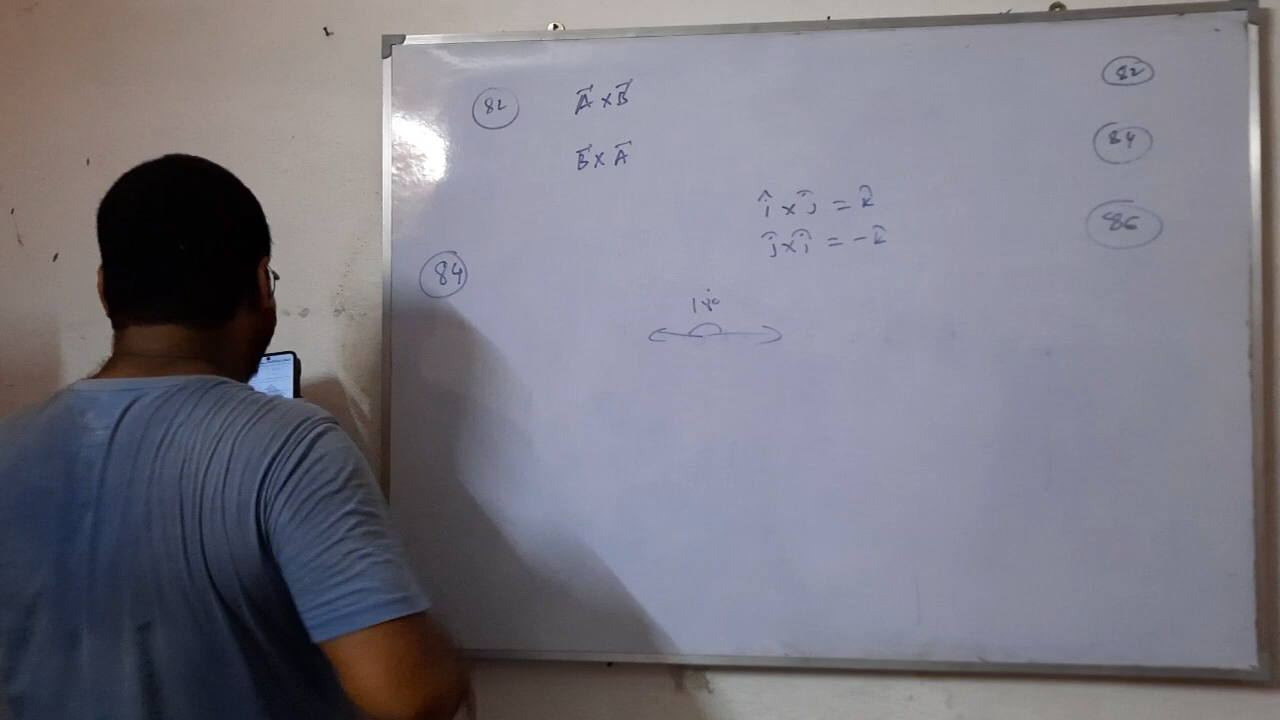 82 A⃗ × B⃗
B⃗ × A⃗
î × ĵ = k̂
ĵ × î = -k̂
84
180°
82
84
86